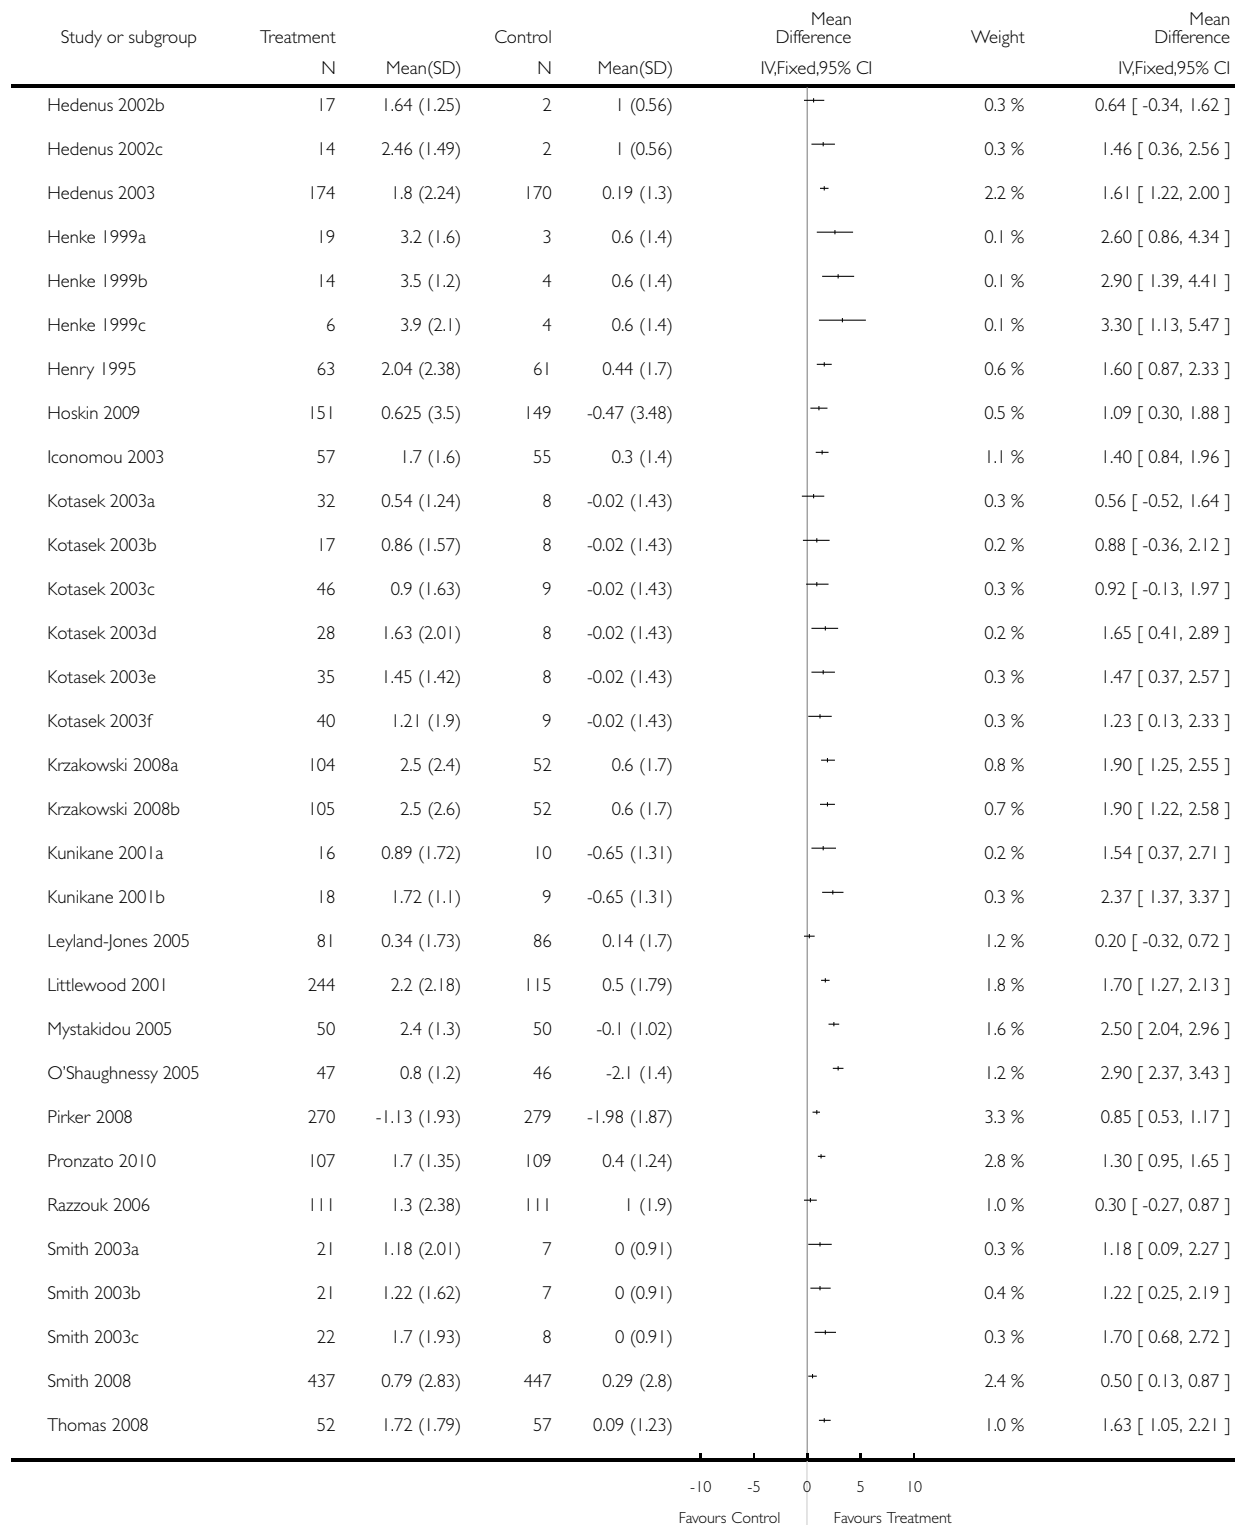 Study or subgroup Treatment Control Mean Difference Weight Mean Difference
N Mean(SD) N Mean(SD) IV,Fixed,95% CI IV,Fixed,95% CI
Hedenus 2002b 17 1.64 (1.25) 2 1 (0.56) 0.3 % 0.64 [ -0.34, 1.62 ]
Hedenus 2002c 14 2.46 (1.49) 2 1 (0.56) 0.3 % 1.46 [ 0.36, 2.56 ]
Hedenus 2003 174 1.8 (2.24) 170 0.19 (1.3) 2.2 % 1.61 [ 1.22, 2.00 ]
Henke 1999a 19 3.2 (1.6) 3 0.6 (1.4) 0.1 % 2.60 [ 0.86, 4.34 ]
Henke 1999b 14 3.5 (1.2) 4 0.6 (1.4) 0.1 % 2.90 [ 1.39, 4.41 ]
Henke 1999c 6 3.9 (2.1) 4 0.6 (1.4) 0.1 % 3.30 [ 1.13, 5.47 ]
Henry 1995 63 2.04 (2.38) 61 0.44 (1.7) 0.6 % 1.60 [ 0.87, 2.33 ]
Hoskin 2009 151 0.625 (3.5) 149 -0.47 (3.48) 0.5 % 1.09 [ 0.30, 1.88 ]
Iconomou 2003 57 1.7 (1.6) 55 0.3 (1.4) 1.1 % 1.40 [ 0.84, 1.96 ]
Kotasek 2003a 32 0.54 (1.24) 8 -0.02 (1.43) 0.3 % 0.56 [ -0.52, 1.64 ]
Kotasek 2003b 17 0.86 (1.57) 8 -0.02 (1.43) 0.2 % 0.88 [ -0.36, 2.12 ]
Kotasek 2003c 46 0.9 (1.63) 9 -0.02 (1.43) 0.3 % 0.92 [ -0.13, 1.97 ]
Kotasek 2003d 28 1.63 (2.01) 8 -0.02 (1.43) 0.2 % 1.65 [ 0.41, 2.89 ]
Kotasek 2003e 35 1.45 (1.42) 8 -0.02 (1.43) 0.3 % 1.47 [ 0.37, 2.57 ]
Kotasek 2003f 40 1.21 (1.9) 9 -0.02 (1.43) 0.3 % 1.23 [ 0.13, 2.33 ]
Krzakowski 2008a 104 2.5 (2.4) 52 0.6 (1.7) 0.8 % 1.90 [ 1.25, 2.55 ]
Krzakowski 2008b 105 2.5 (2.6) 52 0.6 (1.7) 0.7 % 1.90 [ 1.22, 2.58 ]
Kunikane 2001a 16 0.89 (1.72) 10 -0.65 (1.31) 0.2 % 1.54 [ 0.37, 2.71 ]
Kunikane 2001b 18 1.72 (1.1) 9 -0.65 (1.31) 0.3 % 2.37 [ 1.37, 3.37 ]
Leyland-Jones 2005 81 0.34 (1.73) 86 0.14 (1.7) 1.2 % 0.20 [ -0.32, 0.72 ]
Littlewood 2001 244 2.2 (2.18) 115 0.5 (1.79) 1.8 % 1.70 [ 1.27, 2.13 ]
Mystakidou 2005 50 2.4 (1.3) 50 -0.1 (1.02) 1.6 % 2.50 [ 2.04, 2.96 ]
O'Shaughnessy 2005 47 0.8 (1.2) 46 -2.1 (1.4) 1.2 % 2.90 [ 2.37, 3.43 ]
Pirker 2008 270 -1.13 (1.93) 279 -1.98 (1.87) 3.3 % 0.85 [ 0.53, 1.17 ]
Pronzato 2010 107 1.7 (1.35) 109 0.4 (1.24) 2.8 % 1.30 [ 0.95, 1.65 ]
Razzouk 2006 111 1.3 (2.38) 111 1 (1.9) 1.0 % 0.30 [ -0.27, 0.87 ]
Smith 2003a 21 1.18 (2.01) 7 0 (0.91) 0.3 % 1.18 [ 0.09, 2.27 ]
Smith 2003b 21 1.22 (1.62) 7 0 (0.91) 0.4 % 1.22 [ 0.25, 2.19 ]
Smith 2003c 22 1.7 (1.93) 8 0 (0.91) 0.3 % 1.70 [ 0.68, 2.72 ]
Smith 2008 437 0.79 (2.83) 447 0.29 (2.8) 2.4 % 0.50 [ 0.13, 0.87 ]
Thomas 2008 52 1.72 (1.79) 57 0.09 (1.23) 1.0 % 1.63 [ 1.05, 2.21 ]
-10 -5 0 5 10
Favours Control Favours Treatment